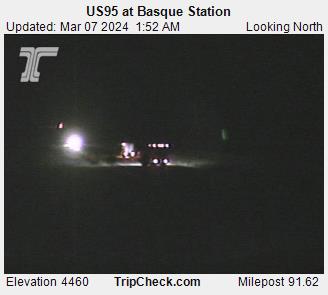 US95 at Basque Station
Updated: Mar 07 2024 1:52 AM Looking North
Elevation 4460 TripCheck.com Milepost 91.62